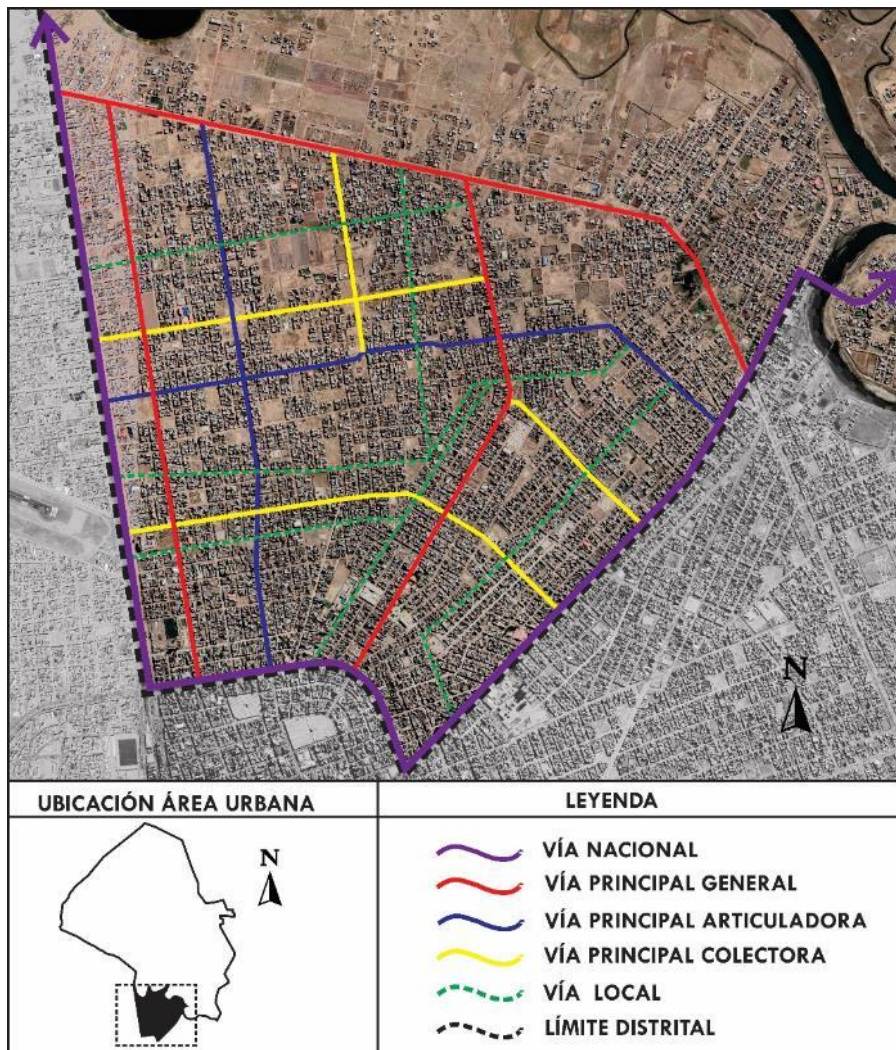 N
UBICACIÓN ÁREA URBANA
N
LEYENDA
VÍA NACIONAL
VÍA PRINCIPAL GENERAL
VÍA PRINCIPAL ARTICULADORA
VÍA PRINCIPAL COLECTORA
VÍA LOCAL
LÍMITE DISTRITAL